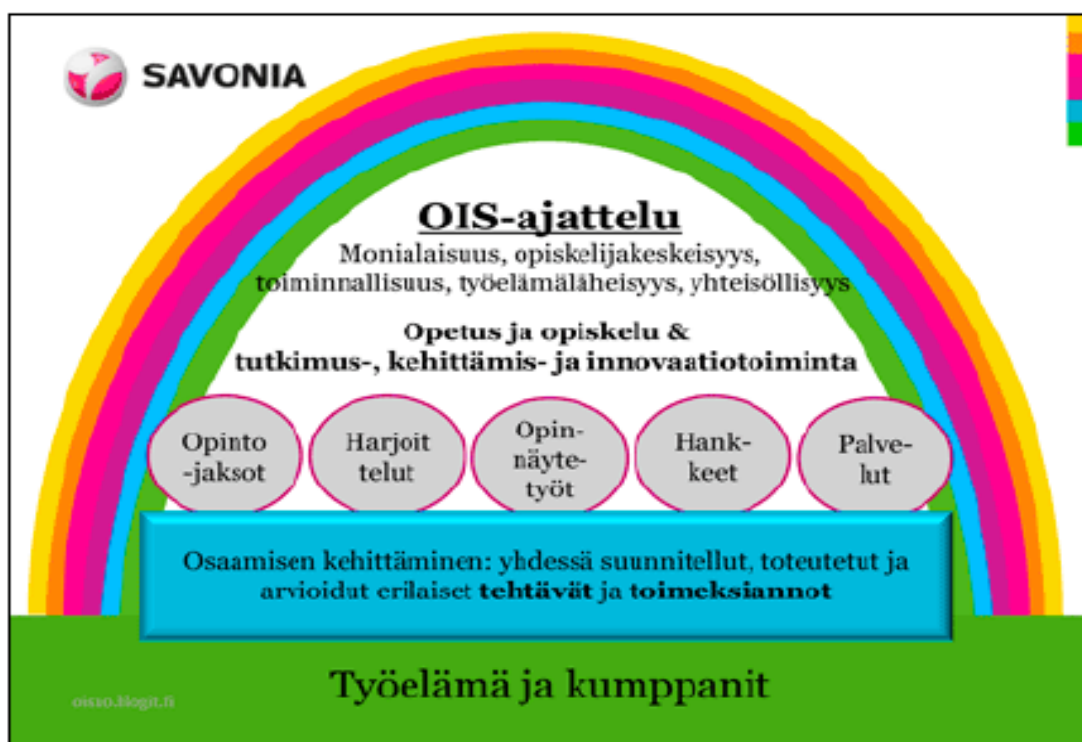 SAVONIA
OIS-ajattelu
Monialaisuus, opiskelijakeskeisyys,
toiminnallisuus, työelämäläheisyys, yhteisöllisyys
Opetus ja opiskelu &
tutkimus-, kehittämis- ja innovaatiotoiminta
Opinto
-jaksot
Harjoit
telut
Opin-
näyte-
työt
Hank-
keet
Palve-
lut
Osaamisen kehittäminen: yhdessä suunnitellut, toteutetut ja
arvioidut erilaiset tehtävät ja toimeksiannot
Työelämä ja kumppanit
ois10.blogit.fi